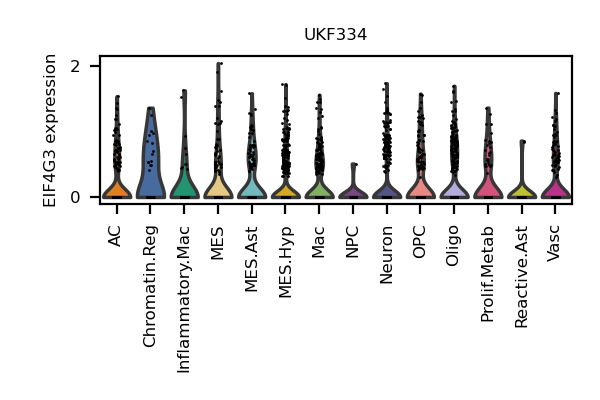 UKF334
EIF4G3 expression
2
0
AC
Chromatin.Reg
Inflammatory.Mac
MES
MES.Ast
MES.Hyp
Mac
NPC
Neuron
OPC
Oligo
Prolif.Metab
Reactive.Ast
Vasc